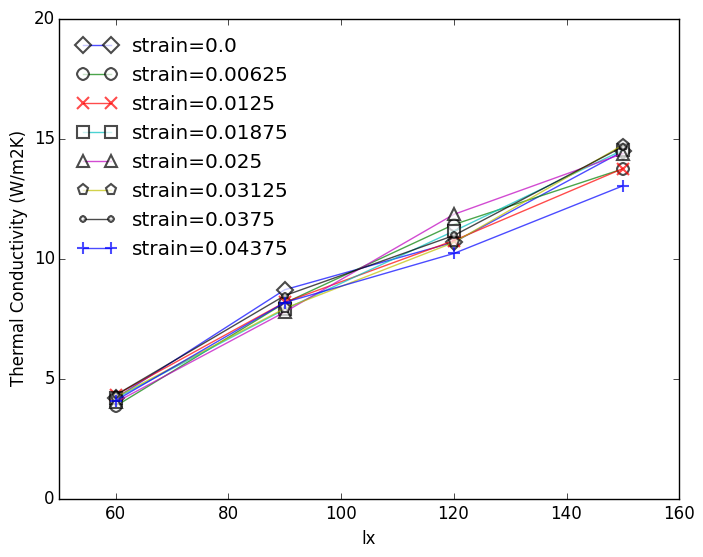 20
15
10
5
0
Thermal Conductivity (W/m2K)
strain=0.0
strain=0.00625
strain=0.0125
strain=0.01875
strain=0.025
strain=0.03125
strain=0.0375
strain=0.04375
60 80 100 120 140 160
lx